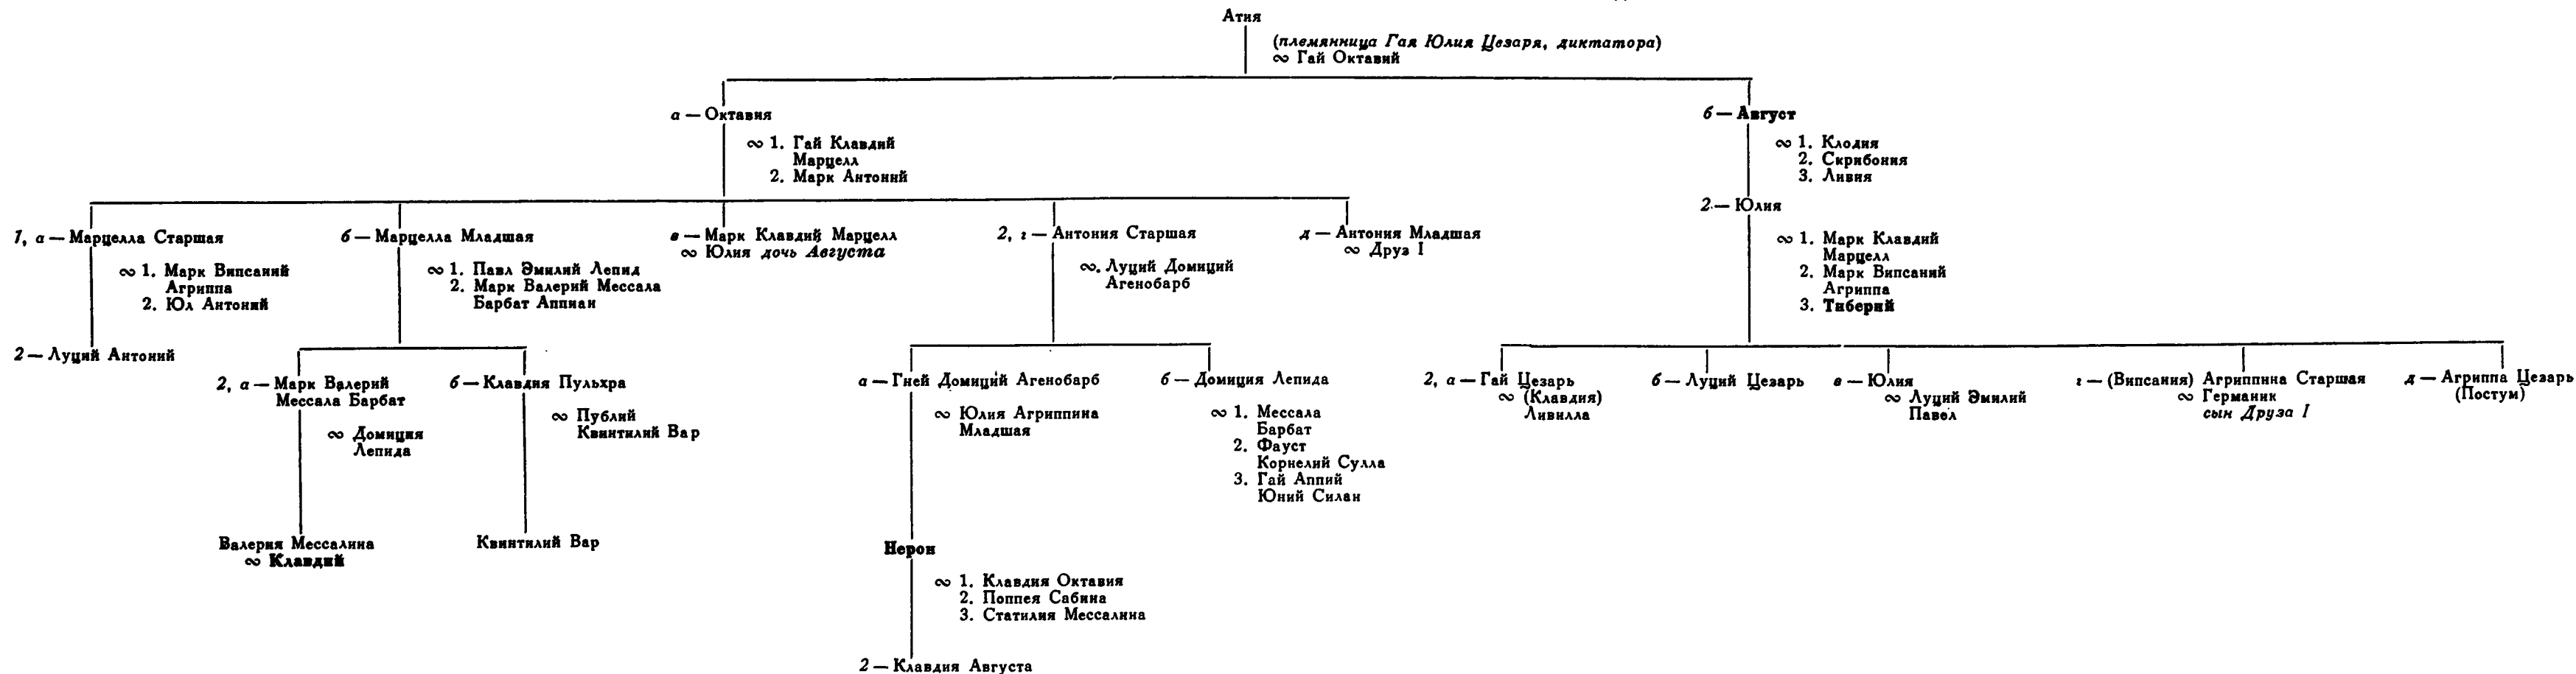 Атия
(племянница Гая Юлия Цезаря, диктатора)
∞ Гай Октавий
а — Октавия
∞ 1. Гай Клавдий
Марцелл
2. Марк Антоний
б — Август
∞ 1. Клодия
2. Скрибония
3. Ливия
2 — Юлия
∞ 1. Марк Клавдий
Марцелл
2. Марк Випсаний
Агриппа
3. Тиберий
1, а — Марцелла Старшая
∞ 1. Марк Випсаний
Агриппа
2. Юл Антоний
2 — Луций Антоний
б — Марцелла Младшая
∞ 1. Павл Эмилий Лепид
2. Марк Валерий Мессала
Барбат Аппиан
в — Марк Клавдий Марцелл
∞ Юлия дочь Августа
2, г — Антония Старшая
∞. Луций Домиций
Агенобарб
д — Антония Младшая
∞ Друз I
2, а — Марк Валерий
Мессала Барбат
∞ Домиция
Лепида
б — Клавдия Пульхра
∞ Публий
Квинтилий Вар
а — Гней Домиций Агенобарб
∞ Юлия Агриппина
Младшая
б — Домиция Лепида
∞ 1. Мессала
Барбат
2. Фауст
Корнелий Сулла
3. Гай Аппий
Юний Силан
2, а — Гай Цезарь
∞ (Клавдия)
Ливилла
б — Луций Цезарь
в — Юлия
∞ Луций Эмилий
Павел
г — (Випсания) Агриппина Старшая
∞ Германик
сын Друза I
д — Агриппа Цезарь
(Постум)
Валерия Мессалина
∞ Клавдий
Квинтилий Вар
Нерон
∞ 1. Клавдия Октавия
2. Поппея Сабина
3. Статилия Мессалина
2 — Клавдия Августа